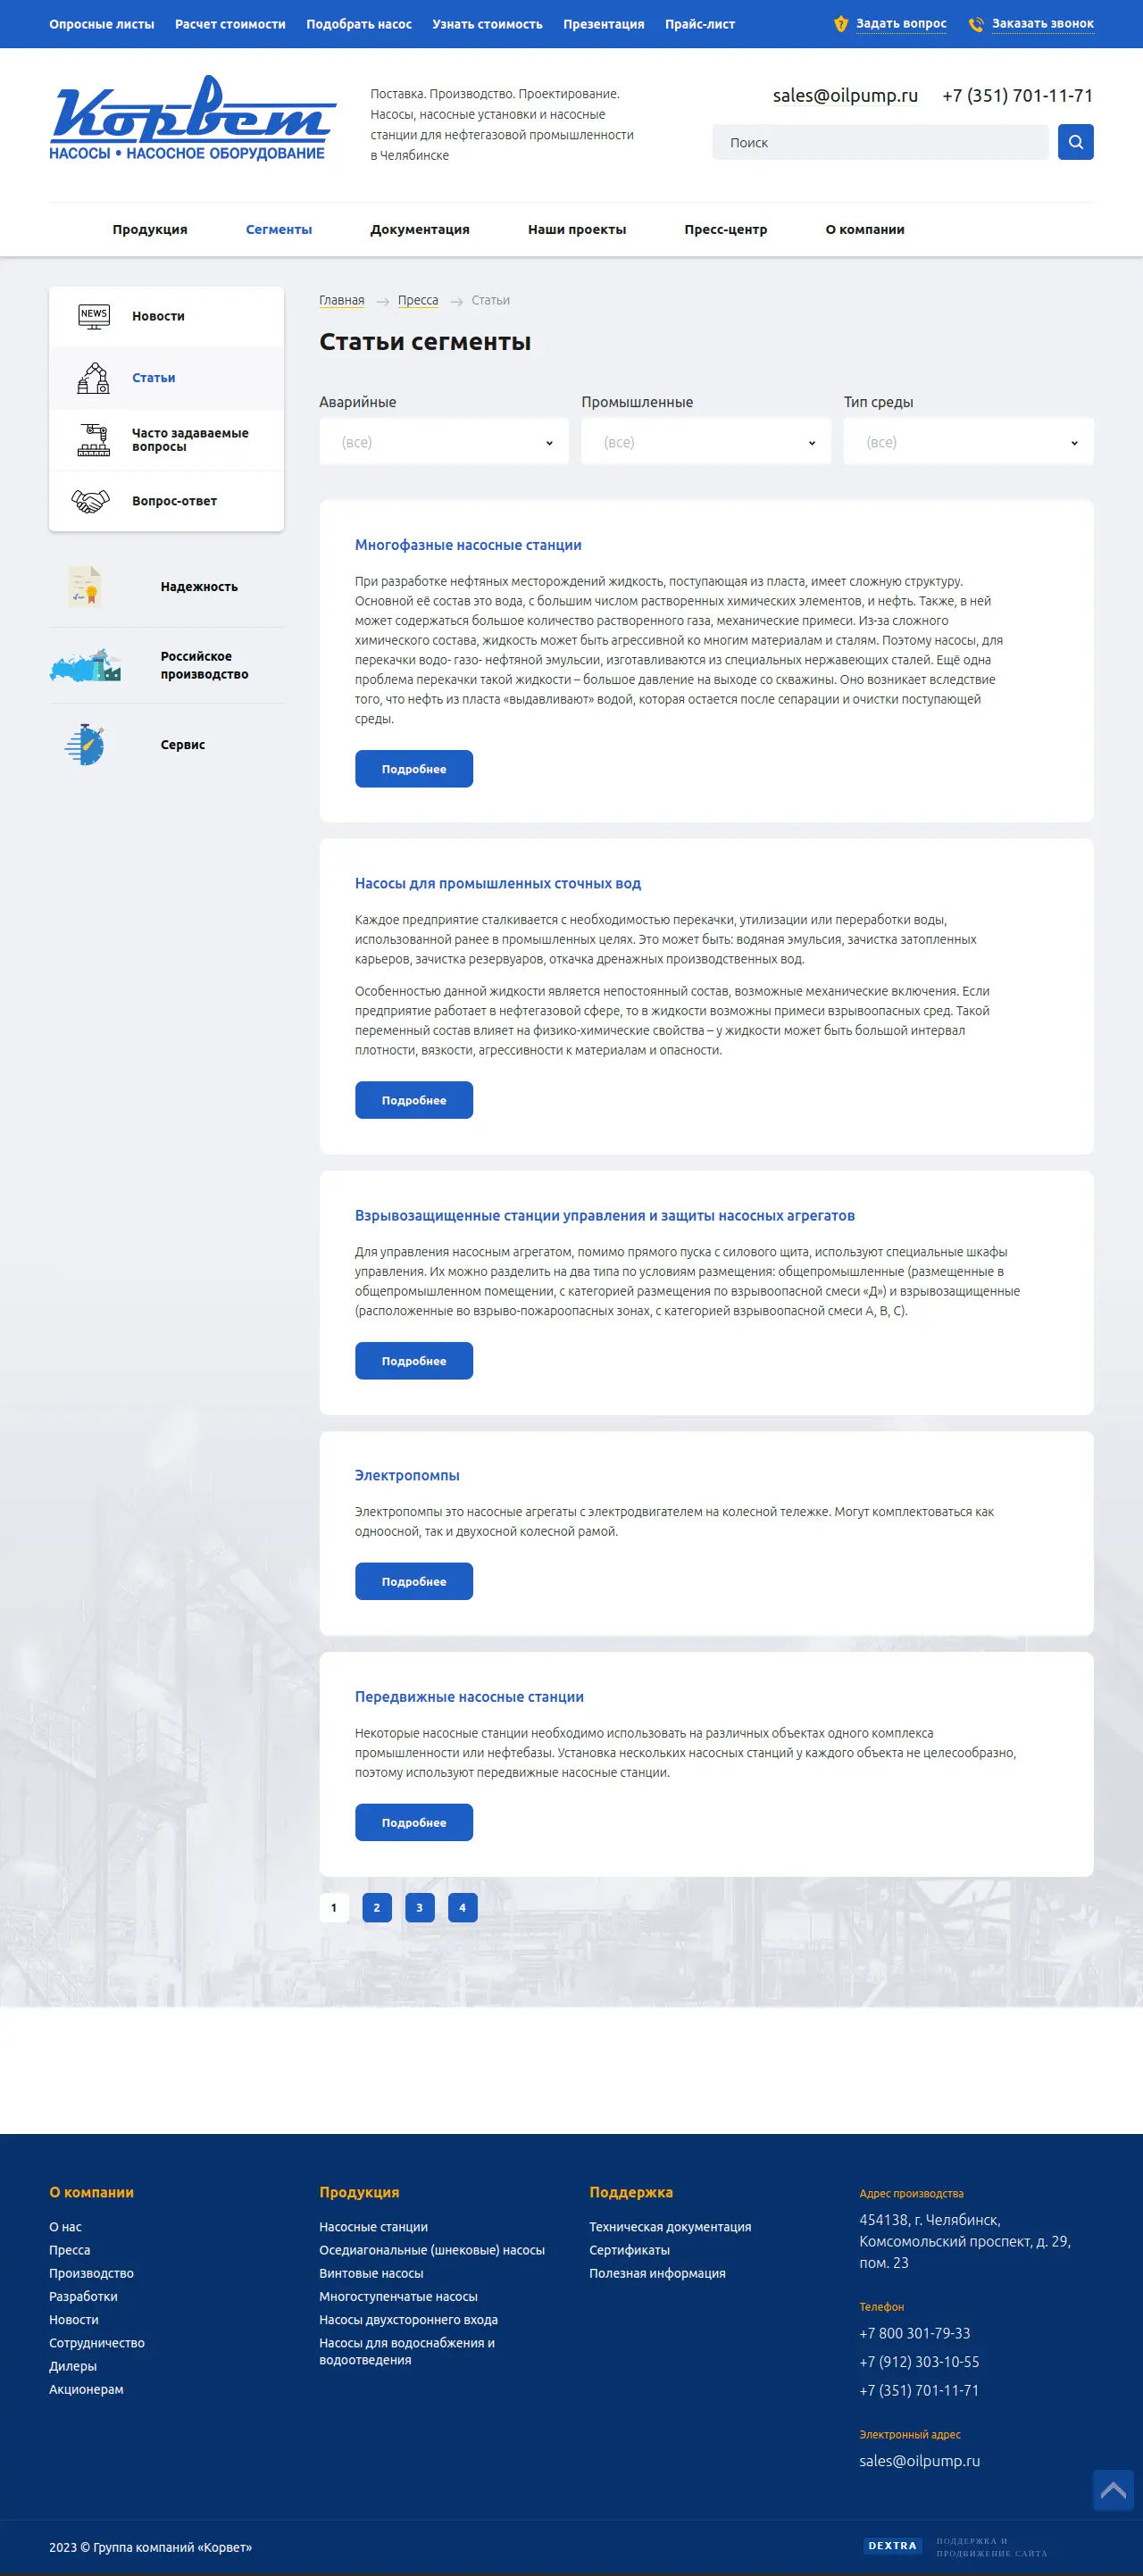 Опросные листы Расчет стоимости Подобрать насос Узнать стоимость Презентация Прайс-лист Задать вопрос Заказать звонок
Корвет
НАСОСЫ • НАСОСНОЕ ОБОРУДОВАНИЕ
Поставка. Производство. Проектирование.
Насосы, насосные установки и насосные
станции для нефтегазовой промышленности
в Челябинске
sales@oilpump.ru +7 (351) 701-11-71
Поиск
Продукция Сегменты Документация Наши проекты Пресс-центр О компании
NEWS
Новости
Статьи
Часто задаваемые
вопросы
Вопрос-ответ
Надежность
Российское
производство
Сервис
Главная Пресса Статьи
Статьи сегменты
Аварийные Промышленные Тип среды
(все) (все) (все)
Многофазные насосные станции
При разработке нефтяных месторождений жидкость, поступающая из пласта, имеет сложную структуру.
Основной её состав это вода, с большим числом растворенных химических элементов, и нефть. Также, в ней
может содержаться большое количество растворенного газа, механические примеси. Из-за сложного
химического состава, жидкость может быть агрессивной ко многим материалам и сталям. Поэтому насосы, для
перекачки водо- газо- нефтяной эмульсии, изготавливаются из специальных нержавеющих сталей. Ещё одна
проблема перекачки такой жидкости – большое давление на выходе со скважины. Оно возникает вследствие
того, что нефть из пласта «выдавливают» водой, которая остается после сепарации и очистки поступающей
среды.
Подробнее
Насосы для промышленных сточных вод
Каждое предприятие сталкивается с необходимостью перекачки, утилизации или переработки воды,
использованной ранее в промышленных целях. Это может быть: водяная эмульсия, зачистка затопленных
карьеров, зачистка резервуаров, откачка дренажных производственных вод.
Особенностью данной жидкости является непостоянный состав, возможные механические включения. Если
предприятие работает в нефтегазовой сфере, то в жидкости возможны примеси взрывоопасных сред. Такой
переменный состав влияет на физико-химические свойства – у жидкости может быть большой интервал
плотности, вязкости, агрессивности к материалам и опасности.
Подробнее
Взрывозащищенные станции управления и защиты насосных агрегатов
Для управления насосным агрегатом, помимо прямого пуска с силового щита, используют специальные шкафы
управления. Их можно разделить на два типа по условиям размещения: общепромышленные (размещенные в
общепромышленном помещении, с категорией размещения по взрывоопасной смеси «Д») и взрывозащищенные
(расположенные во взрыво-пожароопасных зонах, с категорией взрывоопасной смеси А, В, С).
Подробнее
Электропомпы
Электропомпы это насосные агрегаты с электродвигателем на колесной тележке. Могут комплектоваться как
одноосной, так и двухосной колесной рамой.
Подробнее
Передвижные насосные станции
Некоторые насосные станции необходимо использовать на различных объектах одного комплекса
промышленности или нефтебазы. Установка нескольких насосных станций у каждого объекта не целесообразно,
поэтому используют передвижные насосные станции.
Подробнее
1 2 3 4
О компании
О нас
Пресса
Производство
Разработки
Новости
Сотрудничество
Дилеры
Акционерам
Продукция
Насосные станции
Оседиагональные (шнековые) насосы
Винтовые насосы
Многоступенчатые насосы
Насосы двухстороннего входа
Насосы для водоснабжения и
водоотведения
Поддержка
Техническая документация
Сертификаты
Полезная информация
Адрес производства
454138, г. Челябинск,
Комсомольский проспект, д. 29,
пом. 23
Телефон
+7 800 301-79-33
+7 (912) 303-10-55
+7 (351) 701-11-71
Электронный адрес
sales@oilpump.ru
2023 © Группа компаний «Корвет»
DEXTRA
ПОДДЕРЖКА И
ПРОДВИЖЕНИЕ САЙТА